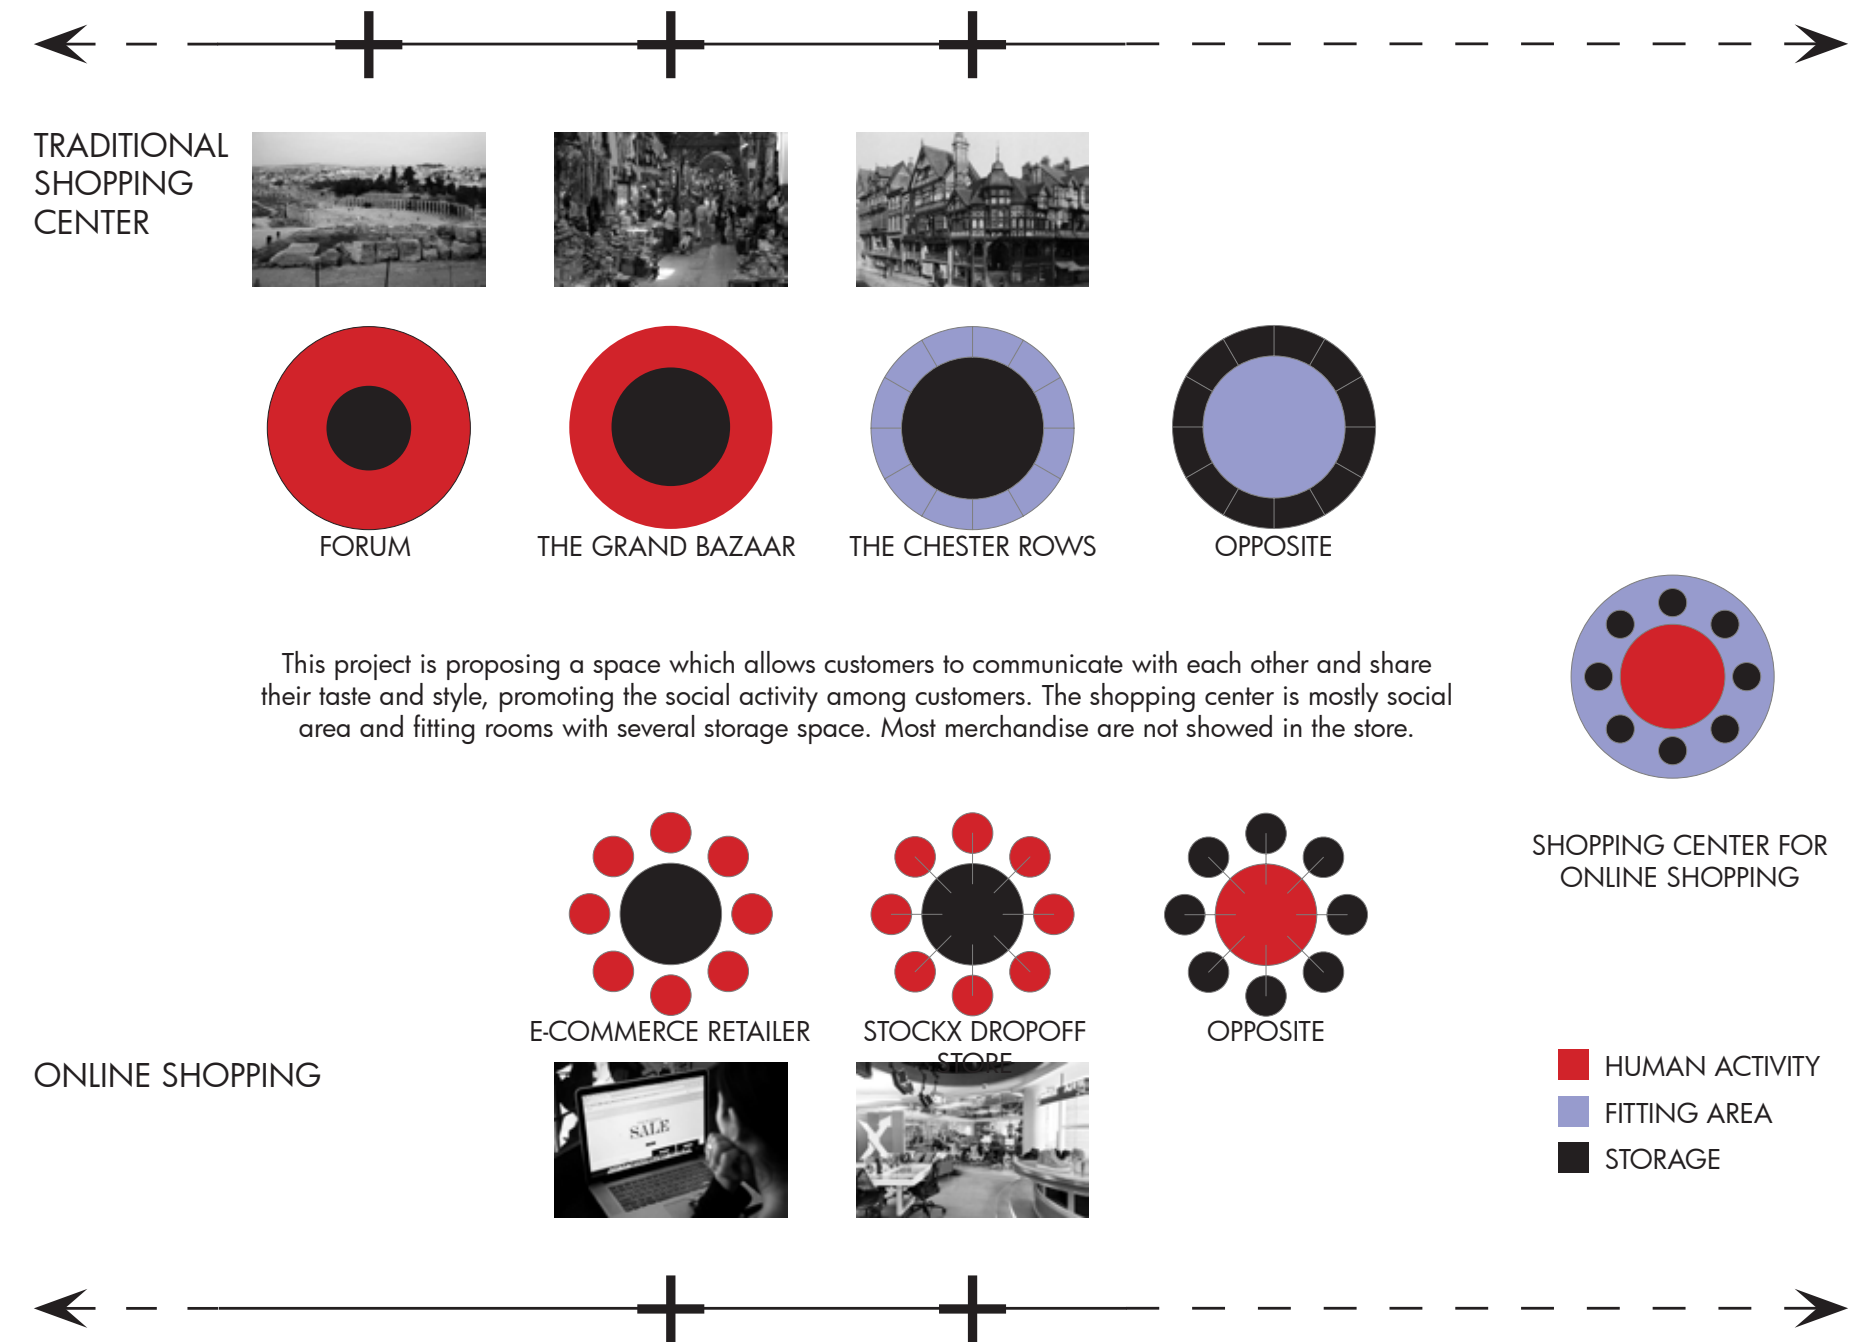 TRADITIONAL
SHOPPING
CENTER
FORUM
THE GRAND BAZAAR
THE CHESTER ROWS
OPPOSITE
This project is proposing a space which allows customers to communicate with each other and share
their taste and style, promoting the social activity among customers. The shopping center is mostly social
area and fitting rooms with several storage space. Most merchandise are not showed in the store.
SHOPPING CENTER FOR
ONLINE SHOPPING
E-COMMERCE RETAILER
STOCKX DROPOFF
STORE
OPPOSITE
ONLINE SHOPPING
SALE
X
HUMAN ACTIVITY
FITTING AREA
STORAGE